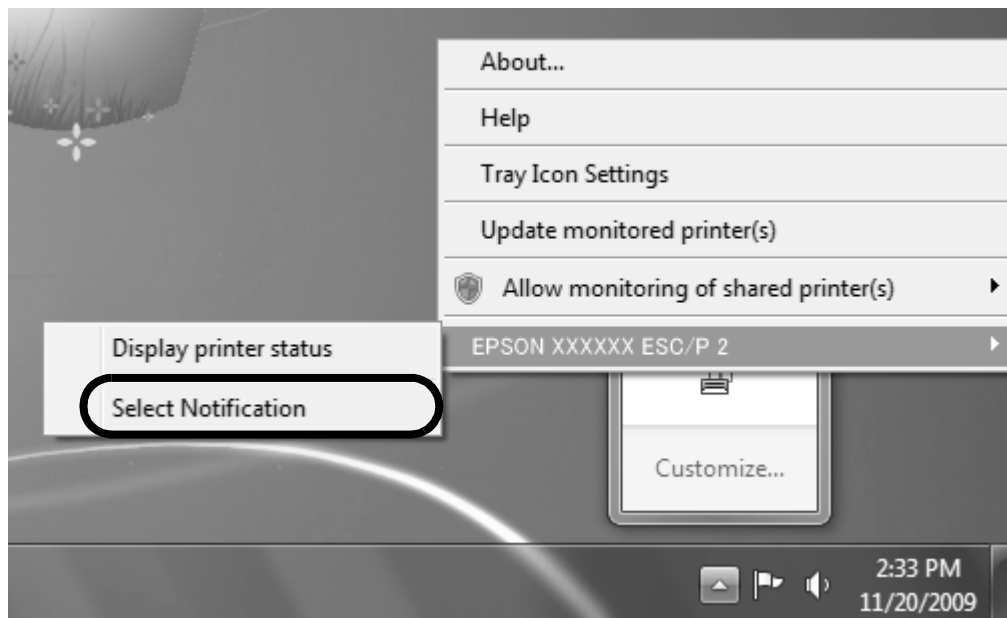 About...
Help
Tray Icon Settings
Update monitored printer(s)
Allow monitoring of shared printer(s)
EPSON XXXXXX ESC/P 2
Display printer status
Select Notification
Customize...
2:33 PM
11/20/2009